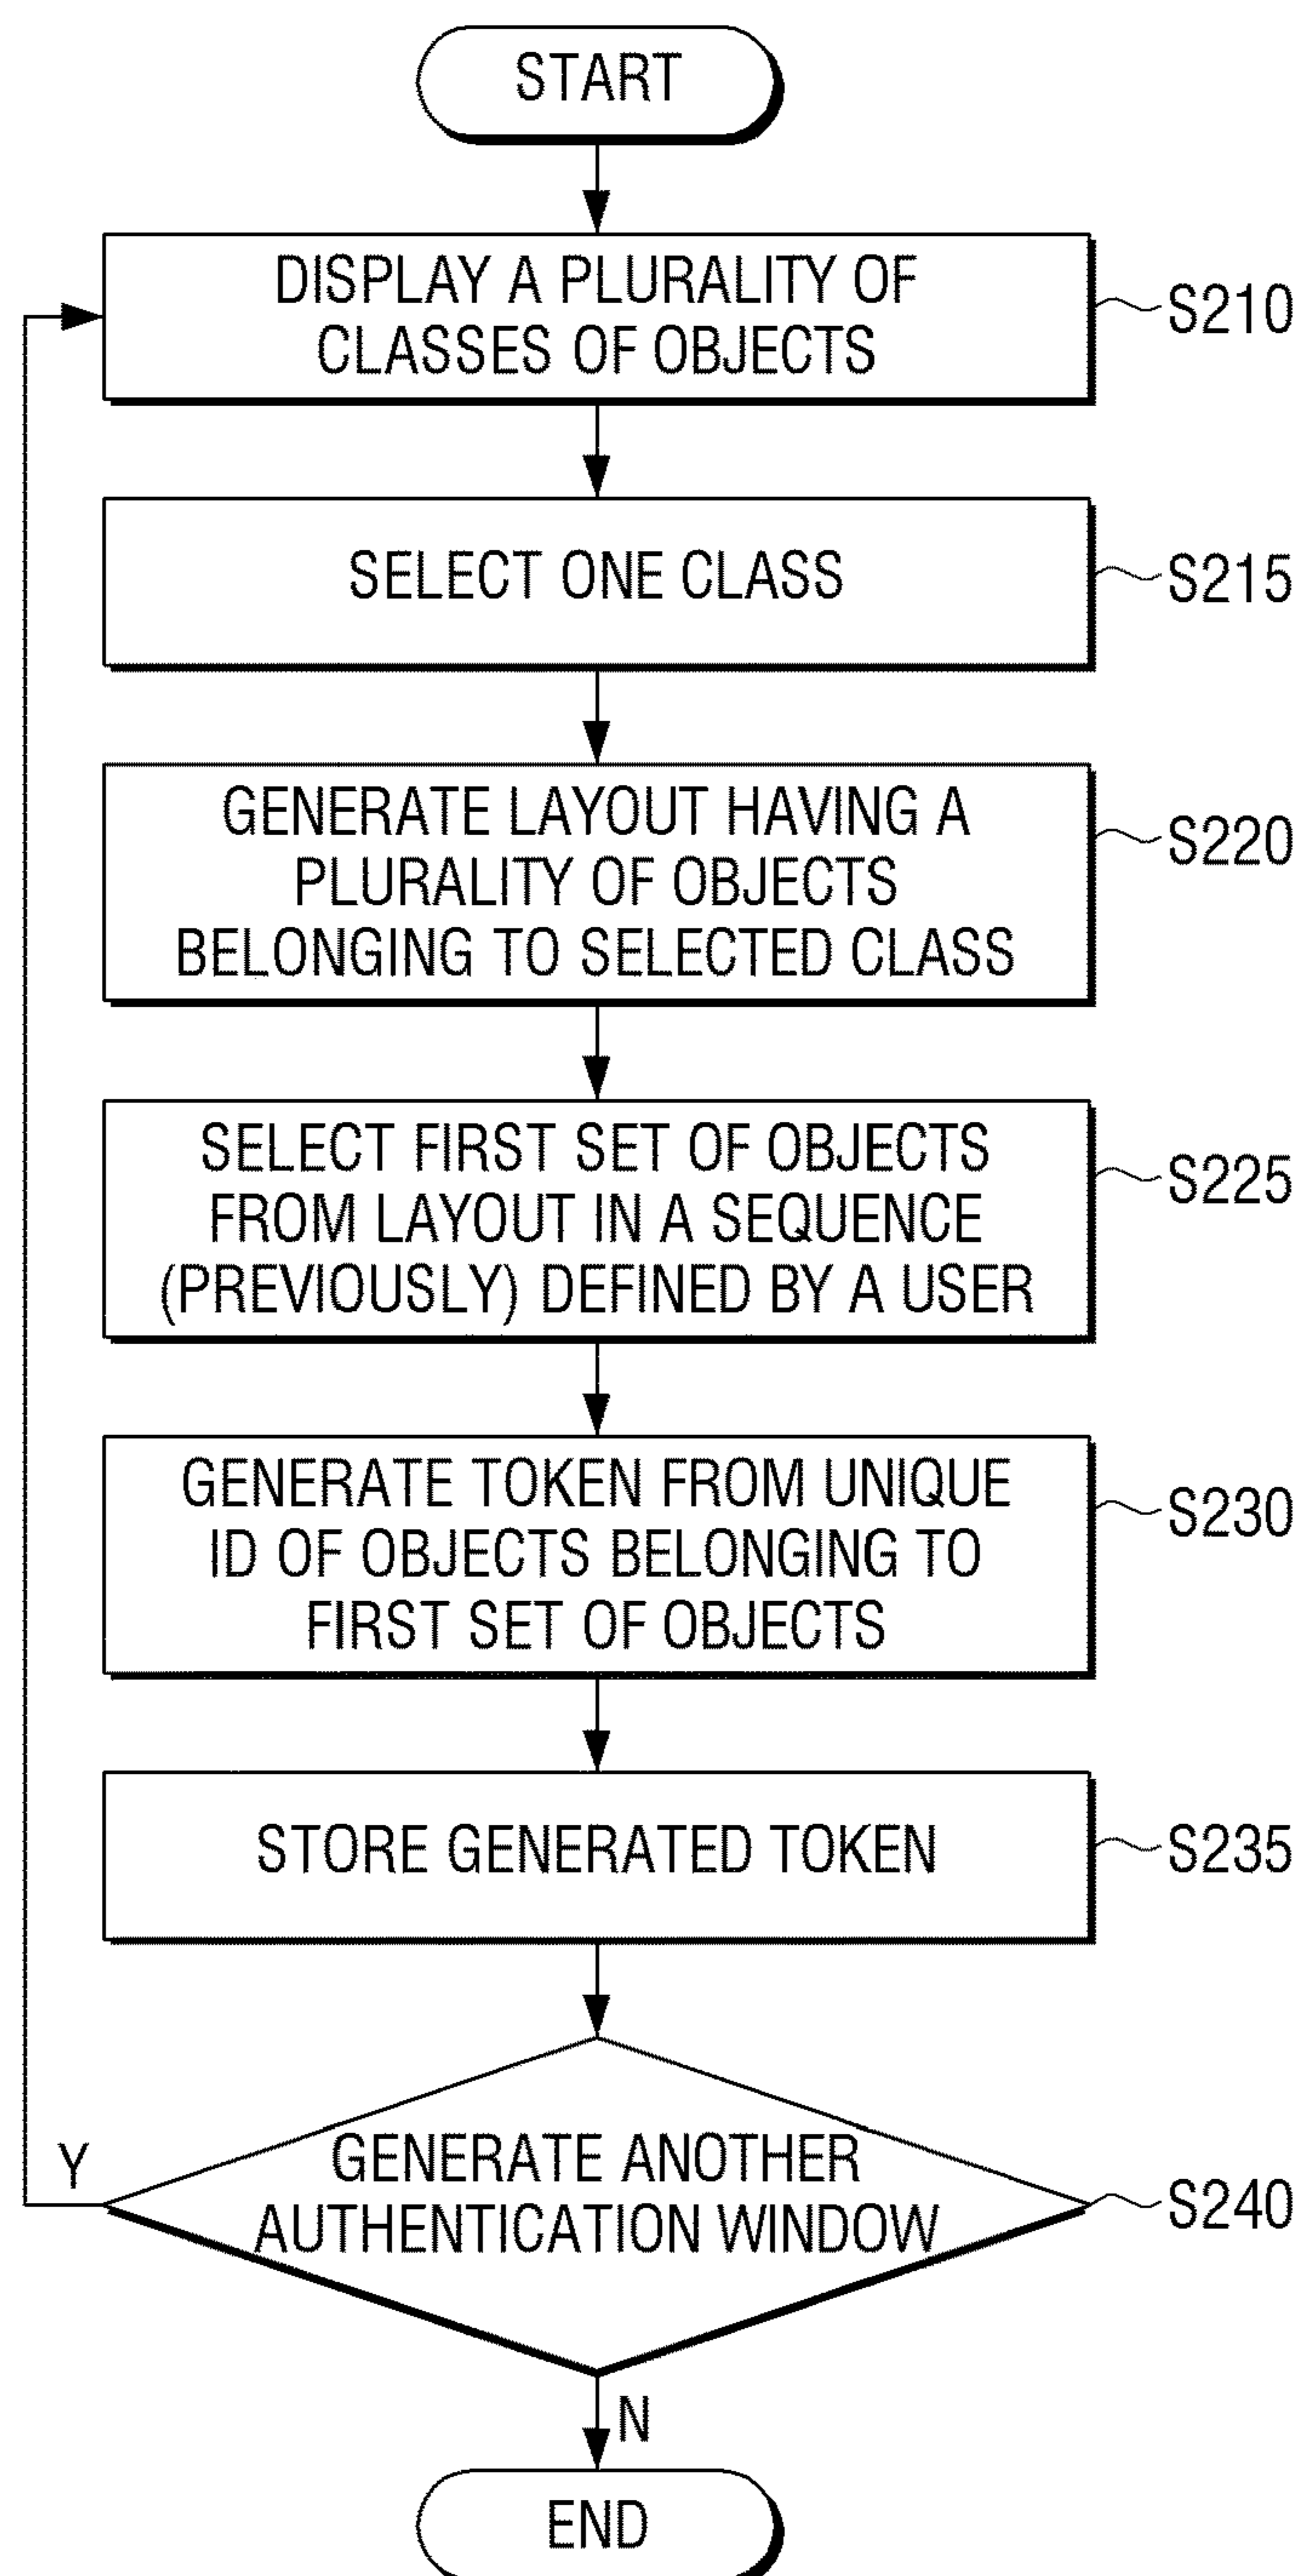 START
DISPLAY A PLURALITY OF
CLASSES OF OBJECTS
S210
SELECT ONE CLASS
S215
GENERATE LAYOUT HAVING A
PLURALITY OF OBJECTS
BELONGING TO SELECTED CLASS
S220
SELECT FIRST SET OF OBJECTS
FROM LAYOUT IN A SEQUENCE
(PREVIOUSLY) DEFINED BY A USER
S225
GENERATE TOKEN FROM UNIQUE
ID OF OBJECTS BELONGING TO
FIRST SET OF OBJECTS
S230
STORE GENERATED TOKEN
S235
Y
GENERATE ANOTHER
AUTHENTICATION WINDOW
S240
N
END